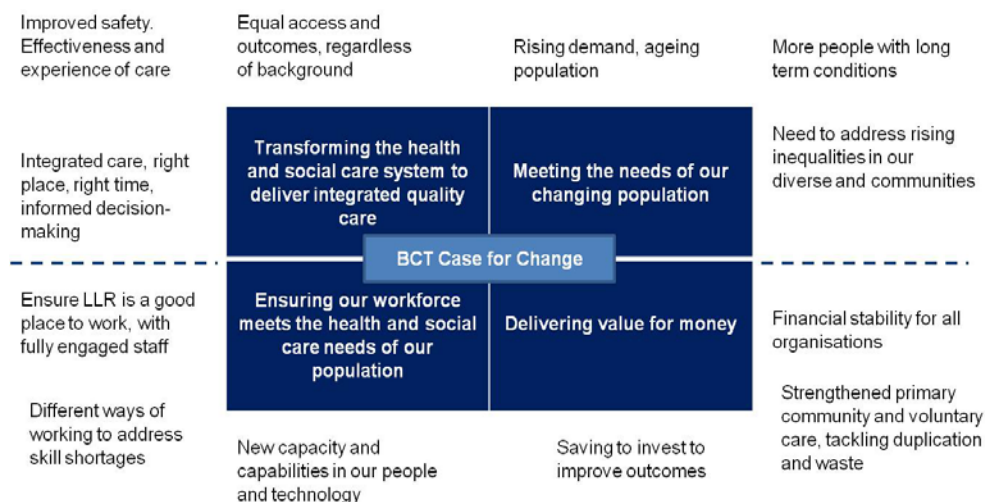 Improved safety.
Effectiveness and
experience of care
Equal access and
outcomes, regardless
of background
Rising demand, ageing
population
More people with long
term conditions
Integrated care, right
place, right time,
informed decision-
making
Transforming the health
and social care system to
deliver integrated quality
care
Meeting the needs of our
changing population
Need to address rising
inequalities in our
diverse and communities
BCT Case for Change
Ensure LLR is a good
place to work, with
fully engaged staff
Ensuring our workforce
meets the health and social
care needs of our
population
Delivering value for money
Financial stability for all
organisations
Different ways of
working to address
skill shortages
New capacity and
capabilities in our people
and technology
Saving to invest to
improve outcomes
Strengthened primary
community and voluntary
care, tackling duplication
and waste